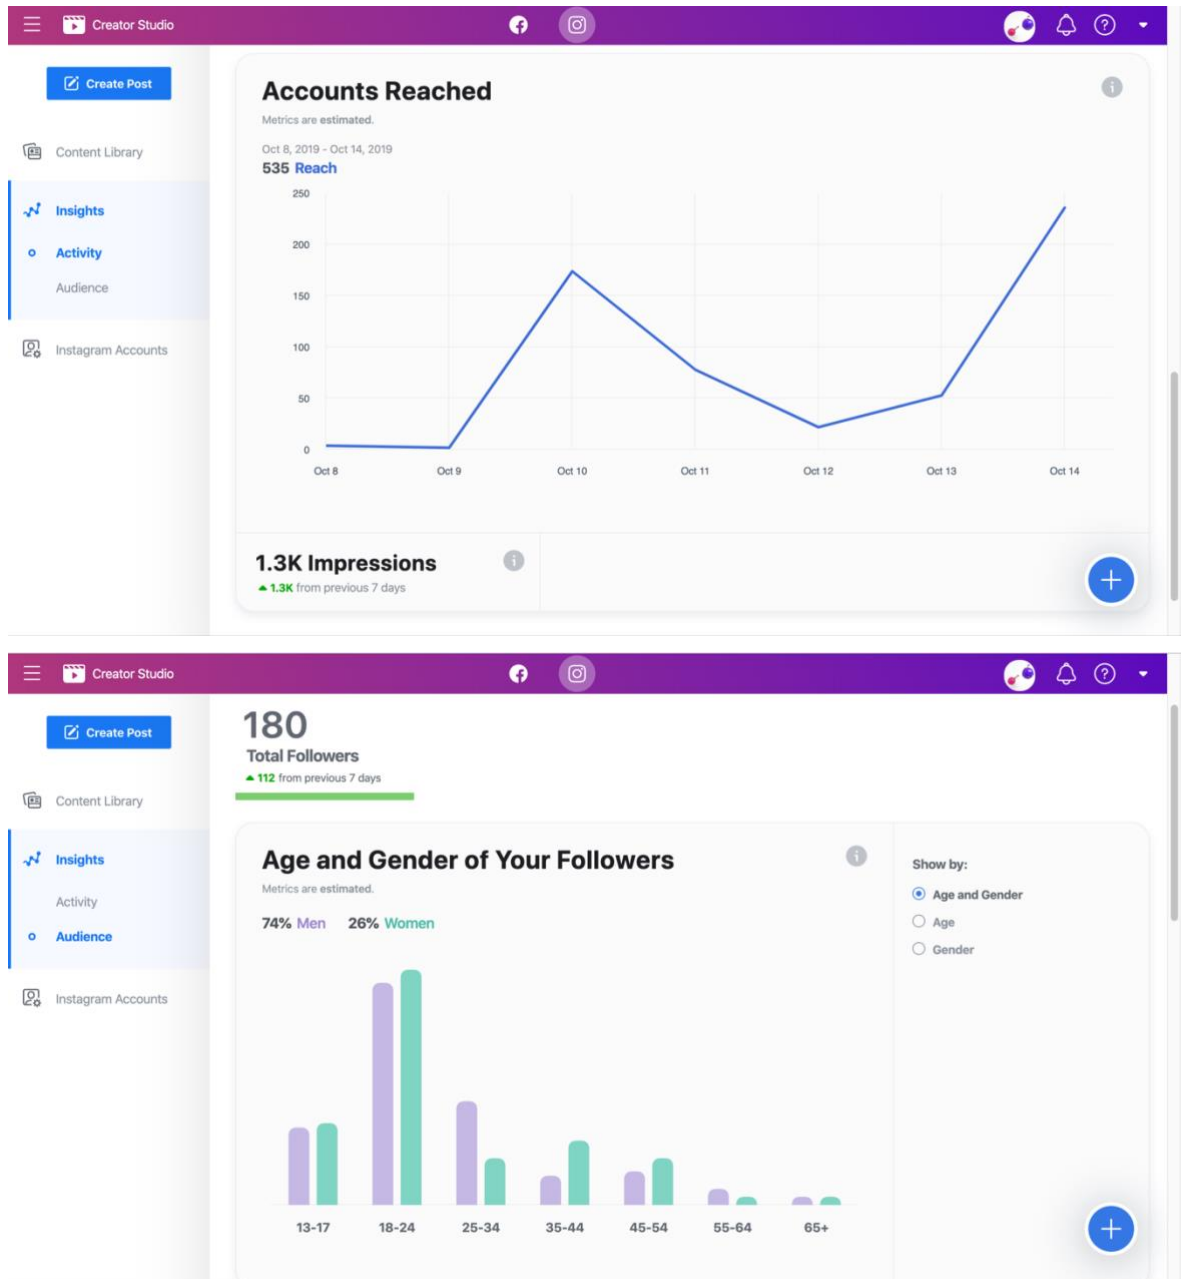 Creator Studio
Create Post
Content Library
Insights
Activity
Audience
Instagram Accounts
Accounts Reached
Metrics are estimated.
Oct 8, 2019 - Oct 14, 2019
535 Reach
250
200
150
100
50
0
Oct 8 Oct 9 Oct 10 Oct 11 Oct 12 Oct 13 Oct 14
1.3K Impressions
1.3K from previous 7 days
Creator Studio
Create Post
Content Library
Insights
Activity
Audience
Instagram Accounts
180
Total Followers
112 from previous 7 days
Age and Gender of Your Followers
Metrics are estimated.
74% Men 26% Women
13-17 18-24 25-34 35-44 45-54 55-64 65+
Show by:
Age and Gender
Age
Gender